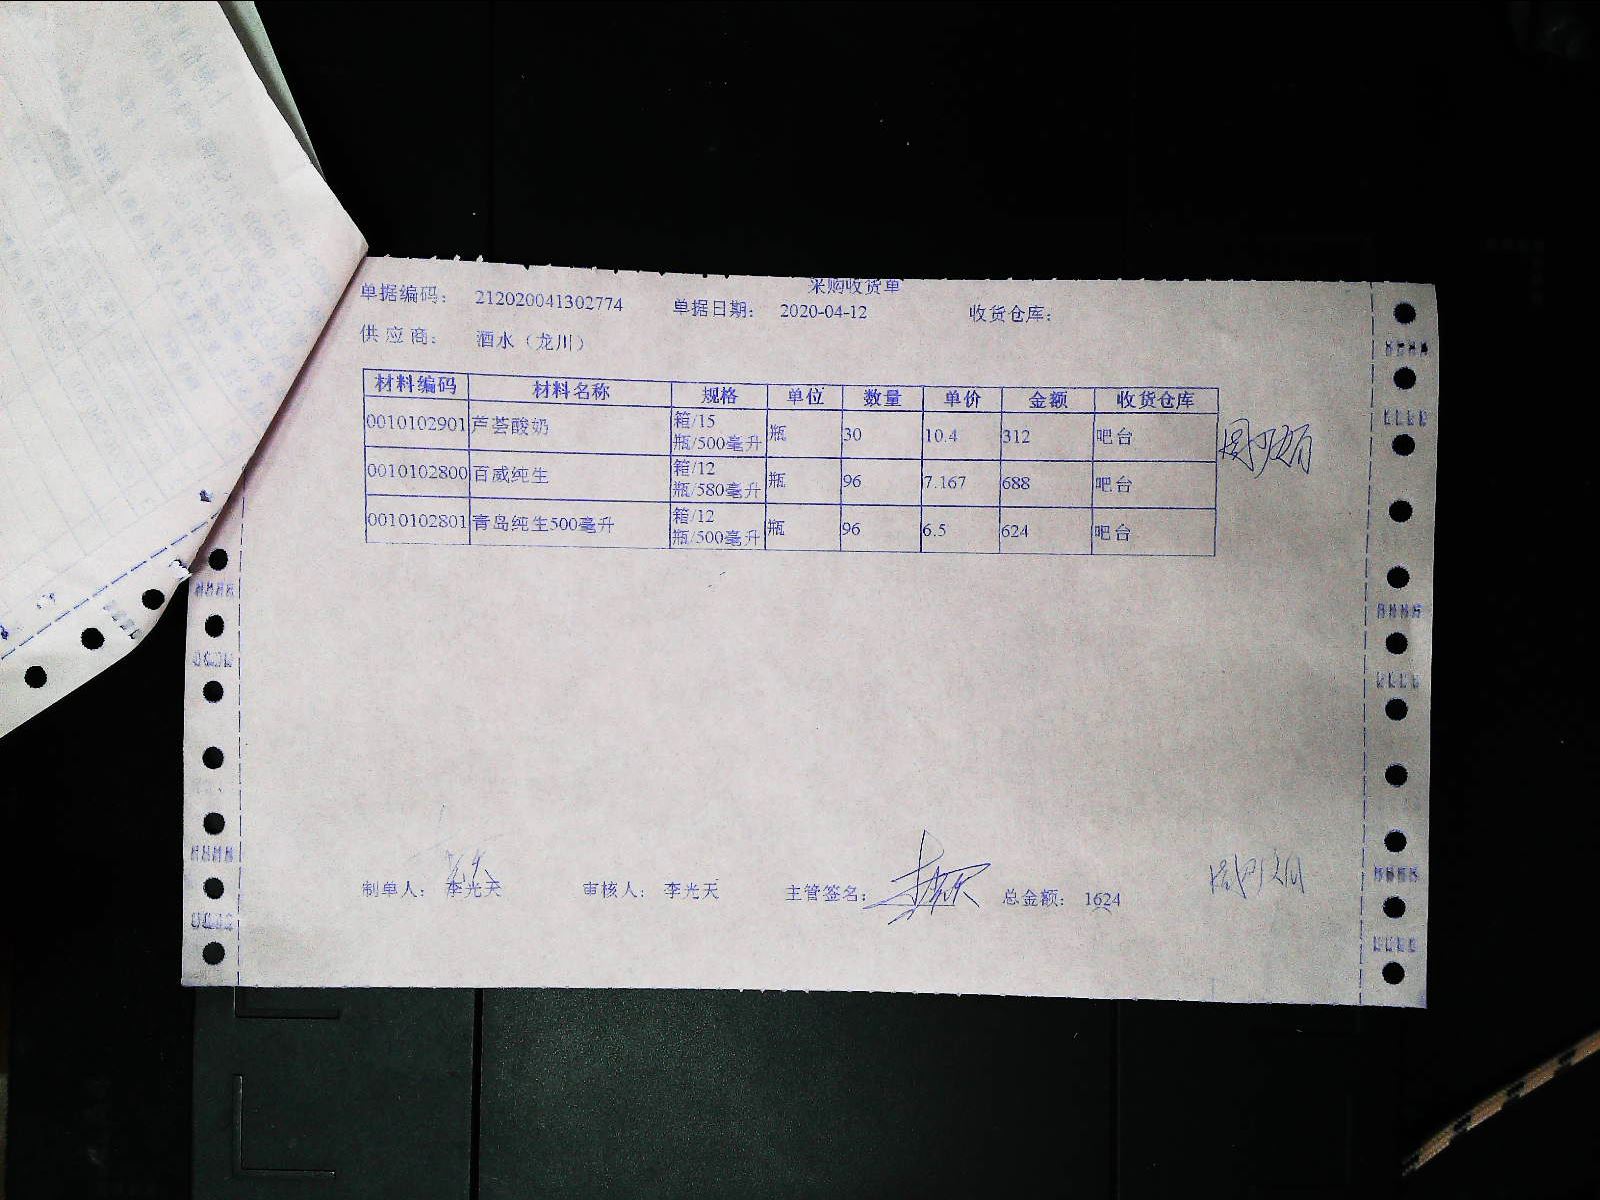 采购收货单
单据编码： 212020041302774 单据日期： 2020-04-12 收货仓库：
供 应 商： 酒水（龙川）
材料编码 材料名称 规格 单位 数量 单价 金额 收货仓库
0010102901 芦荟酸奶 箱/15瓶/500毫升 瓶 30 10.4 312 吧台
0010102800 百威纯生 箱/12瓶/580毫升 瓶 96 7.167 688 吧台
0010102801 青岛纯生500毫升 箱/12瓶/500毫升 瓶 96 6.5 624 吧台
制单人： 李光天 审核人： 李光天 主管签名： 总金额： 1624